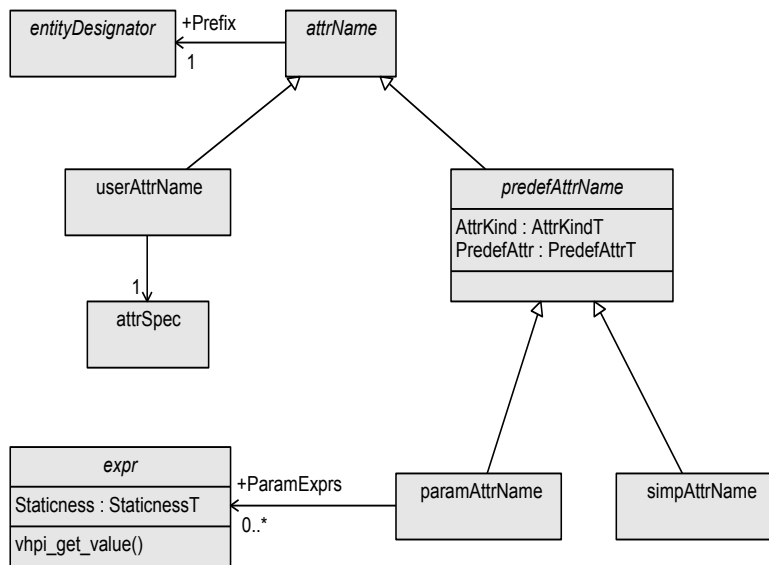 entityDesignator
+Prefix
1
attrName
userAttrName
predefAttrName
AttrKind : AttrKindT
PredefAttr : PredefAttrT
1
attrSpec
expr
Staticness : StaticnessT
vhpi_get_value()
+ParamExprs
0..*
paramAttrName
simpAttrName